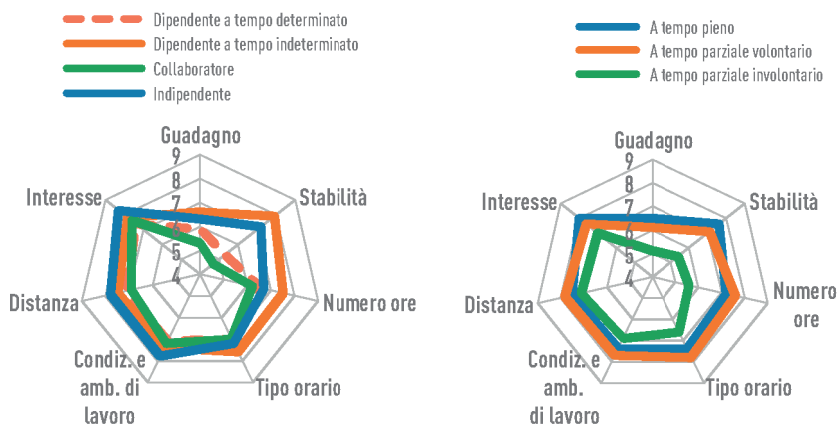 Dipendente a tempo determinato
Dipendente a tempo indeterminato
Collaboratore
Indipendente
Guadagno
9
8
7
6
5
4
Interesse
Stabilità
Distanza
Numero ore
Condiz. e
amb. di
lavoro
Tipo orario
A tempo pieno
A tempo parziale volontario
A tempo parziale involontario
Guadagno
9
8
7
6
5
4
Interesse
Stabilità
Distanza
Numero
ore
Condiz. e
amb.
di lavoro
Tipo orario